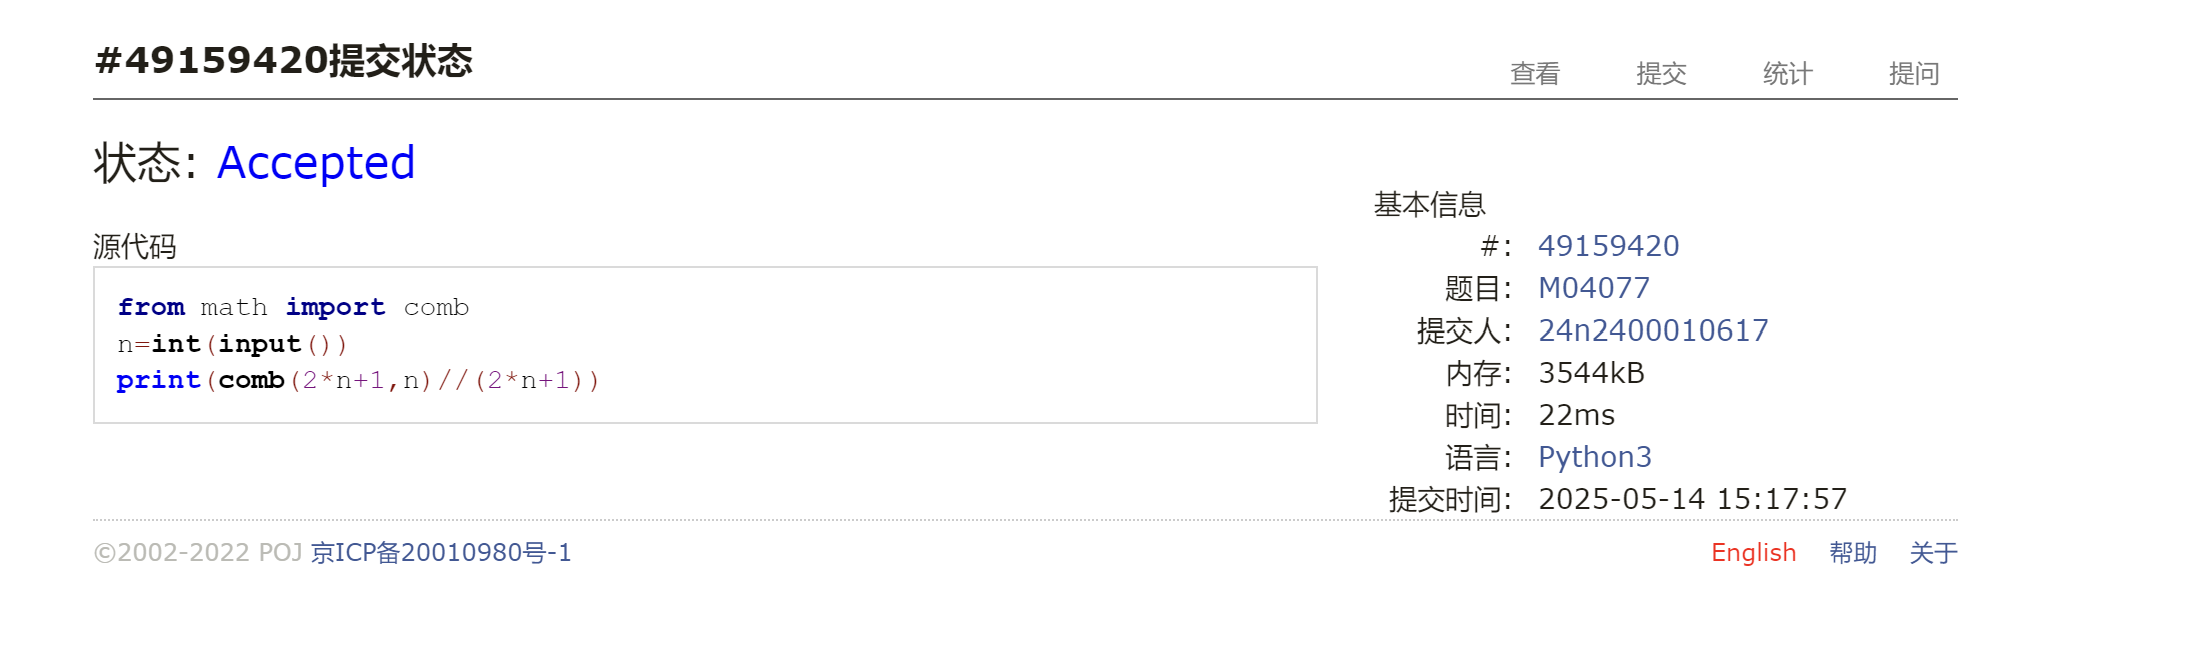 #49159420提交状态
查看 提交 统计 提问
状态: Accepted
源代码
from math import comb
n=int(input())
print(comb(2*n+1,n)//(2*n+1))
基本信息
#: 49159420
题目: M04077
提交人: 24n2400010617
内存: 3544kB
时间: 22ms
语言: Python3
提交时间: 2025-05-14 15:17:57
©2002-2022 POJ 京ICP备20010980号-1
English 帮助 关于